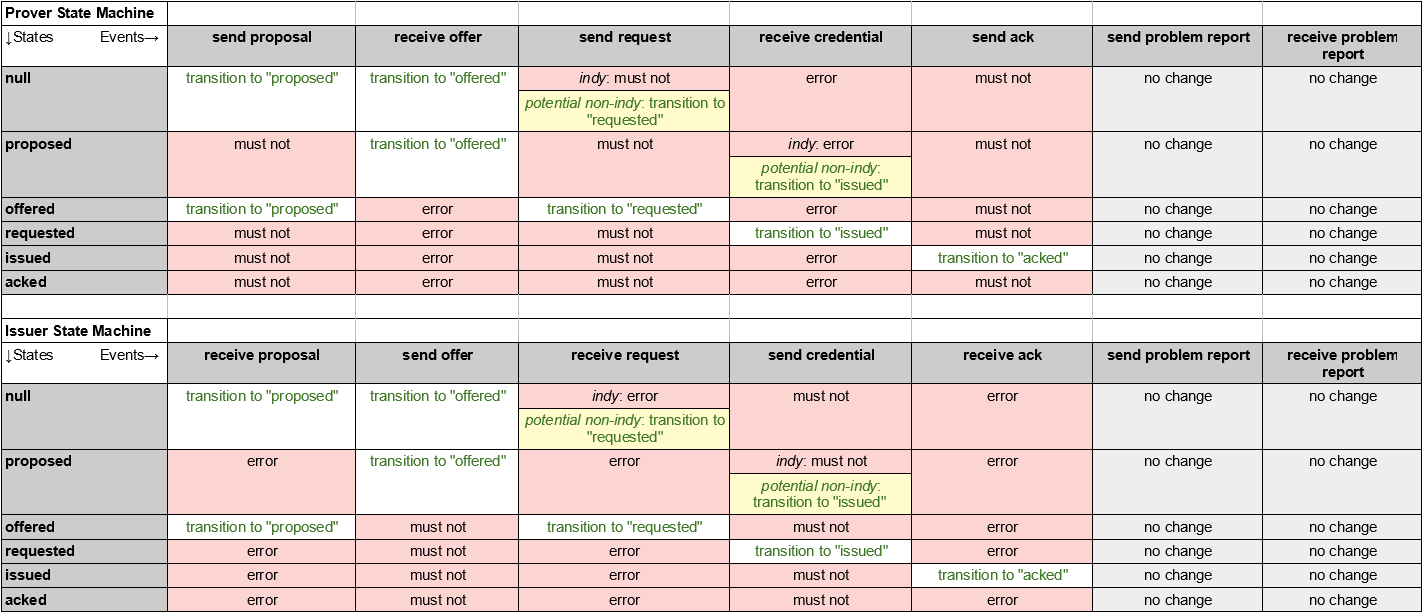 Prover State Machine
↓States Events→ send proposal receive offer send request receive credential send ack send problem report receive problem
report
null transition to "proposed" transition to "offered" indy: must not error must not no change no change
potential non-indy: transition to
"requested"
proposed must not transition to "offered" must not indy: error must not no change no change
potential non-indy:
transition to "issued"
offered transition to "proposed" error transition to "requested" error must not no change no change
requested must not error must not transition to "issued" must not no change no change
issued must not error must not error transition to "acked" no change no change
acked must not error must not error must not no change no change
Issuer State Machine
↓States Events→ receive proposal send offer receive request send credential receive ack send problem report receive problem
report
null transition to "proposed" transition to "offered" indy: error must not error no change no change
potential non-indy: transition to
"requested"
proposed error transition to "offered" error indy: must not error no change no change
potential non-indy:
transition to "issued"
offered transition to "proposed" must not transition to "requested" must not error no change no change
requested error must not error transition to "issued" error no change no change
issued error must not error must not transition to "acked" no change no change
acked error must not error must not error no change no change